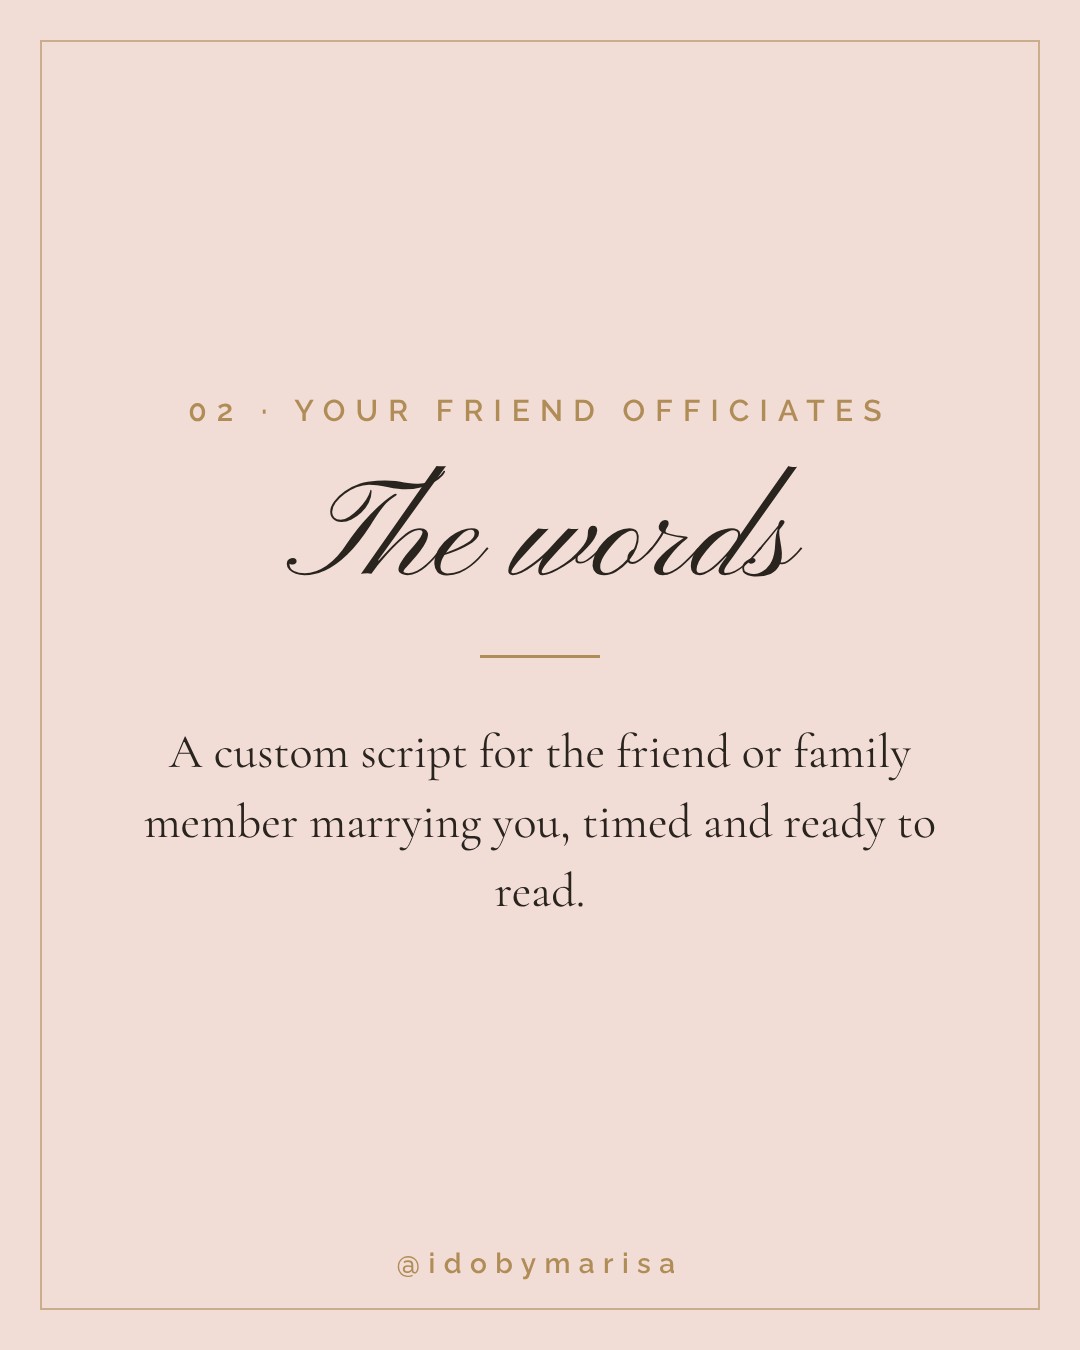 02 · YOUR FRIEND OFFICIATES
The words
A custom script for the friend or family
member marrying you, timed and ready to
read.
@idobymarisa